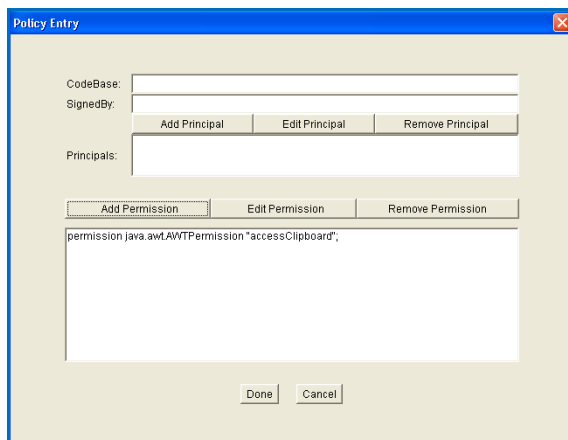 Policy Entry
CodeBase:
SignedBy:
Add Principal Edit Principal Remove Principal
Principals:
Add Permission Edit Permission Remove Permission
permission java.awt.AWTPermission "accessClipboard";
Done Cancel